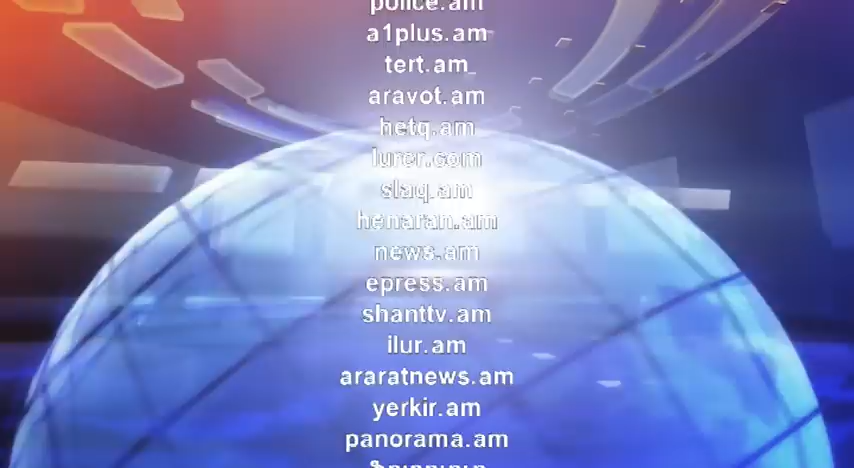 police.am
a1plus.am
tert.am
aravot.am
hetq.am
lurer.com
slaq.am
henaran.am
news.am
epress.am
shanttv.am
ilur.am
araratnews.am
yerkir.am
panorama.am